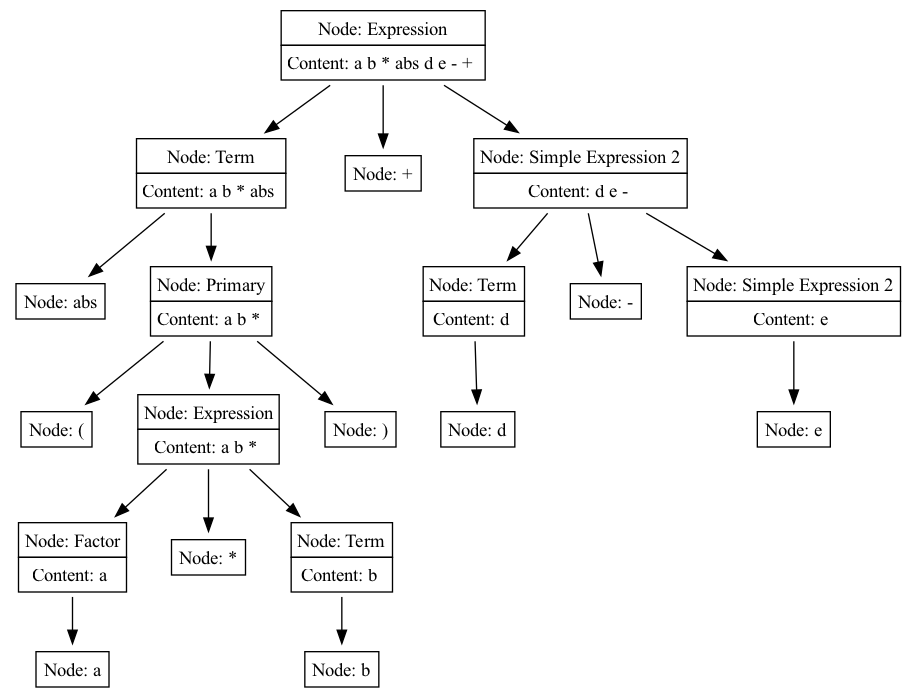 Node: Expression
Content: a b * abs d e - +
Node: Term
Content: a b * abs
Node: +
Node: Simple Expression 2
Content: d e -
Node: abs
Node: Primary
Content: a b *
Node: Term
Content: d
Node: -
Node: Simple Expression 2
Content: e
Node: (
Node: Expression
Content: a b *
Node: )
Node: d
Node: e
Node: Factor
Content: a
Node: *
Node: Term
Content: b
Node: a
Node: b